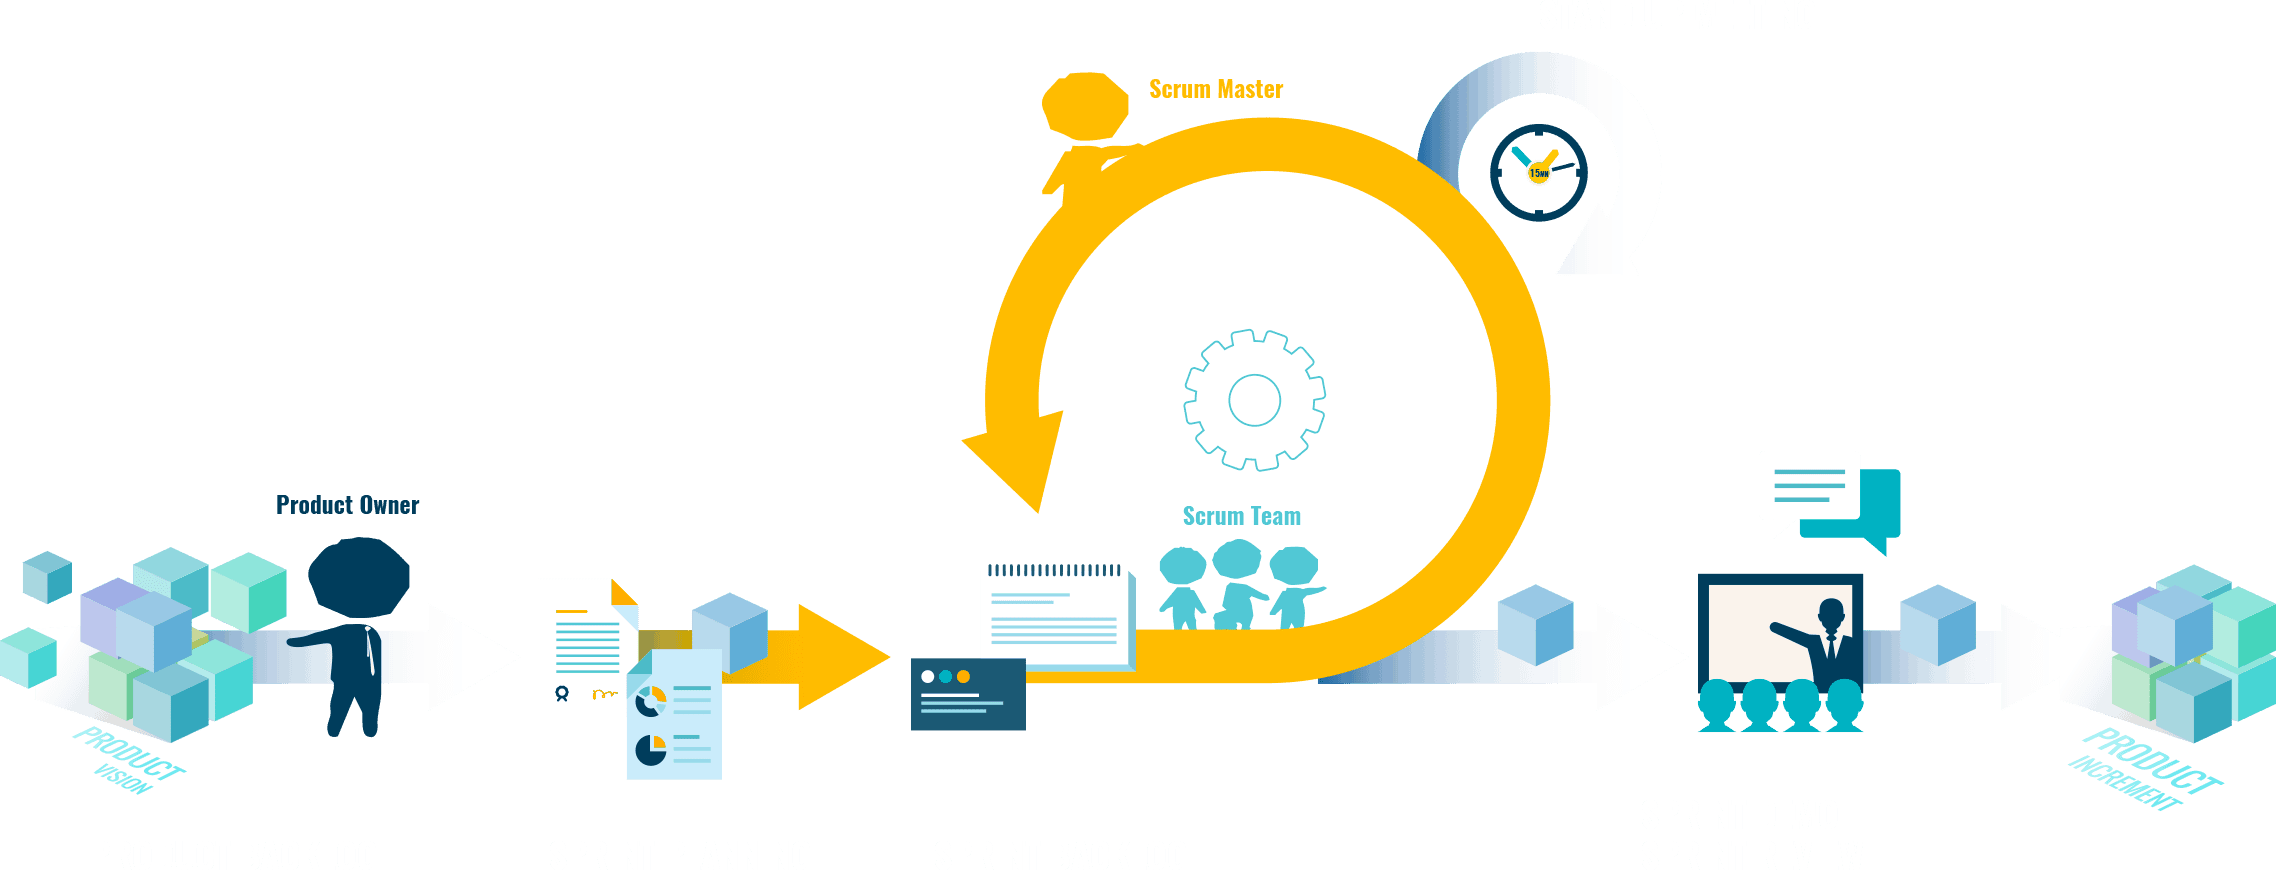 Scrum Master
15MIN
Product Owner
Scrum Team
PRODUCT
VISION
PRODUCT
INCREMENT